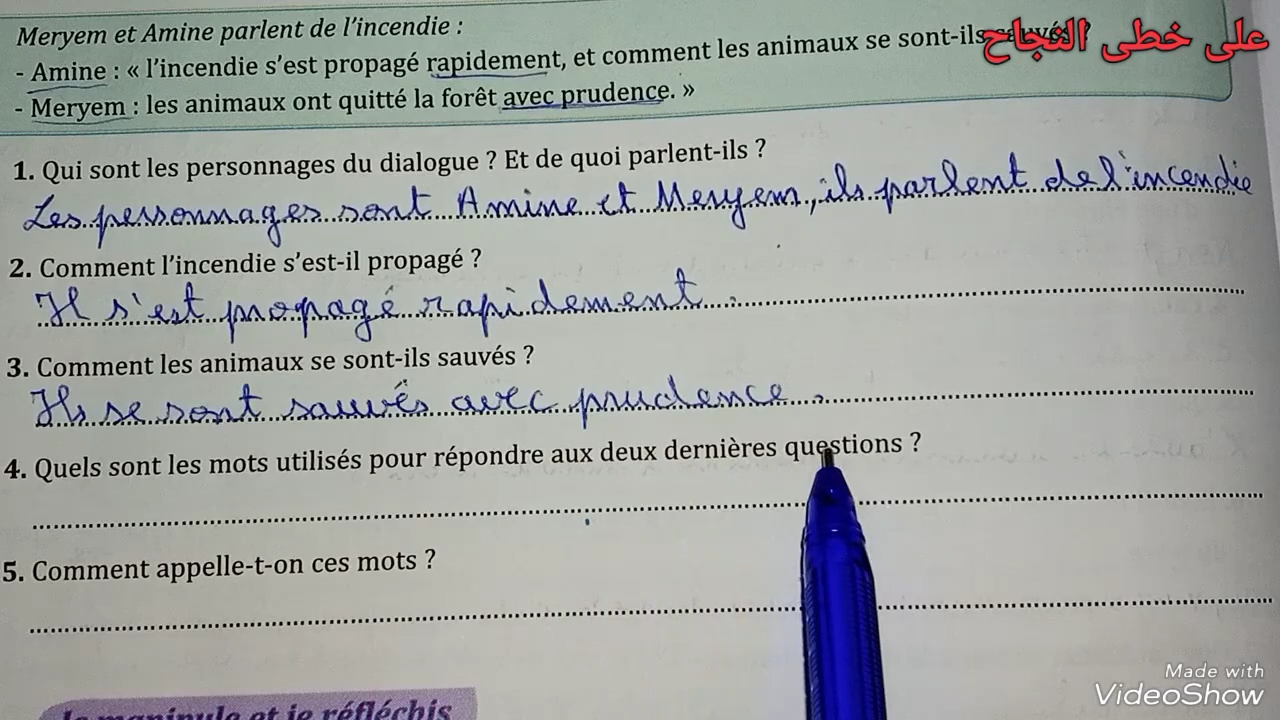 Meryem et Amine parlent de l'incendie :
على خطى النجاح
- Amine : « l'incendie s'est propagé rapidement, et comment les animaux se sont-ils sauvés ?
- Meryem : les animaux ont quitté la forêt avec prudence. »
1. Qui sont les personnages du dialogue ? Et de quoi parlent-ils ?
Les personnages sont Amine et Meryem, ils parlent de l'incendie
2. Comment l'incendie s'est-il propagé ?
Il s'est propagé rapidement.
3. Comment les animaux se sont-ils sauvés ?
Ils se sont sauvés avec prudence.
4. Quels sont les mots utilisés pour répondre aux deux dernières questions ?
5. Comment appelle-t-on ces mots ?
Je manipule et je réfléchis
Made with
VideoShow